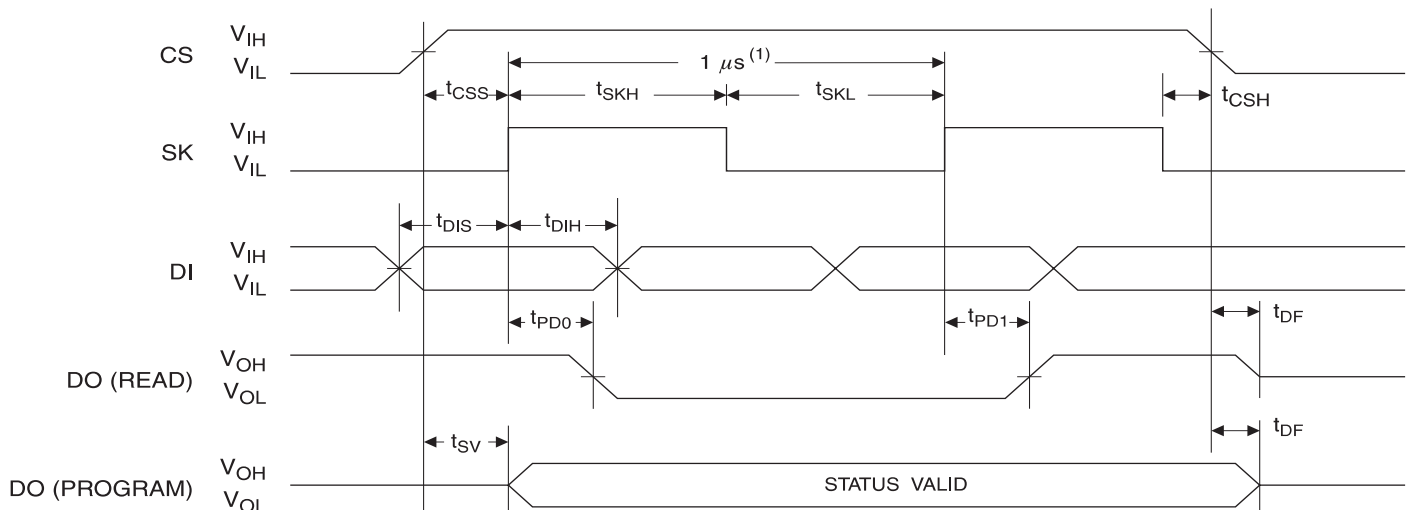 CS
V_IH
V_IL
1 μs (1)
t_CSS
t_SKH
t_SKL
t_CSH
SK
V_IH
V_IL
t_DIS
t_DIH
DI
V_IH
V_IL
t_PD0
t_PD1
t_DF
DO (READ)
V_OH
V_OL
t_SV
t_DF
DO (PROGRAM)
V_OH
V_OL
STATUS VALID